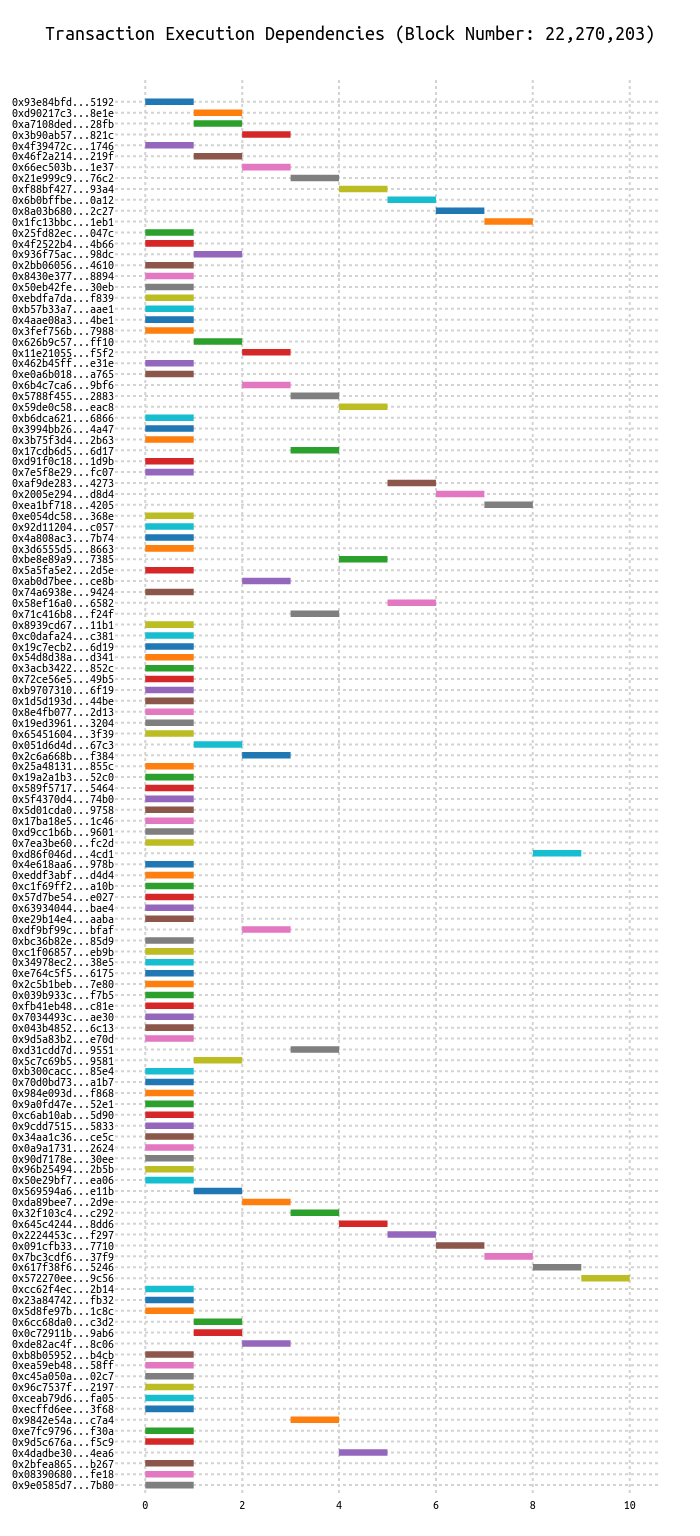 Transaction Execution Dependencies (Block Number: 22,270,203)
0x93e84bfd...5192
0xd90217c3...8e1e
0xa7108ded...28fb
0x3b90ab57...821c
0x4f39472c...1746
0x46f2a214...219f
0x66ec503b...1e37
0x21e999c9...76c2
0xf88bf427...93a4
0x6b0bffbe...0a12
0x8a03b680...2c27
0x1fc13bbc...1eb1
0x25fd82ec...047c
0x4f2522b4...4b66
0x936f75ac...98dc
0x2bb06056...4610
0x8430e377...8894
0x50eb42fe...30eb
0xebdfa7da...f839
0xb57b33a7...aae1
0x4aae08a3...4be1
0x3fef756b...7988
0x626b9c57...ff10
0x11e21055...f5f2
0x462b45ff...e31e
0xe0a6b018...a765
0x6b4c7ca6...9bf6
0x5788f455...2883
0x59de0c58...eac8
0xb6dca621...6866
0x3994bb26...4a47
0x3b75f3d4...2b63
0x17cdb6d5...6d17
0xd91f0c18...1d9b
0x7e5f8e29...fc07
0xaf9de283...4273
0x2005e294...d8d4
0xea1bf718...4205
0xe054dc58...368e
0x92d11204...c057
0x4a808ac3...7b74
0x3d6555d5...8663
0xbe8e89a9...7385
0x5a5fa5e2...2d5e
0xab0d7bee...ce8b
0x74a6938e...9424
0x58ef16a0...6582
0x71c416b8...f24f
0x8939cd67...11b1
0xc0dafa24...c381
0x19c7ecb2...6d19
0x54d8d38a...d341
0x3acb3422...852c
0x72ce56e5...49b5
0xb9707310...6f19
0x1d5d193d...44be
0x8e4fb077...2d13
0x19ed3961...3204
0x65451604...3f39
0x051d6d4d...67c3
0x2c6a668b...f384
0x25a48131...855c
0x19a2a1b3...52c0
0x589f5717...5464
0x5f4370d4...74b0
0x5d01cda0...9758
0x17ba18e5...1c46
0xd9cc1b6b...9601
0x7ea3be60...fc2d
0xd86f046d...4cd1
0x4e618aa6...978b
0xeddf3abf...d4d4
0xc1f69ff2...a10b
0x57d7be54...e027
0x63934044...bae4
0xe29b14e4...aaba
0xdf9bf99c...bfaf
0xbc36b82e...85d9
0xc1f06857...eb9b
0x34978ec2...38e5
0xe764c5f5...6175
0x2c5b1beb...7e80
0x039b933c...f7b5
0xfb41eb48...c81e
0x7034493c...ae30
0x043b4852...6c13
0x9d5a83b2...e70d
0xd31cdd7d...9551
0x5c7c69b5...9581
0xb300cacc...85e4
0x70d0bd73...a1b7
0x984e093d...f868
0x9a0fd47e...52e1
0xc6ab10ab...5d90
0x9cdd7515...5833
0x34aa1c36...ce5c
0x0a9a1731...2624
0x90d7178e...30ee
0x96b25494...2b5b
0x50e29bf7...ea06
0x569594a6...e11b
0xda89bee7...2d9e
0x32f103c4...c292
0x645c4244...8dd6
0x2224453c...f297
0x091cfb33...7710
0x7bc3cdf6...37f9
0x617f38f6...5246
0x572270ee...9c56
0xcc62f4ec...2b14
0x23a84742...fb32
0x5d8fe97b...1c8c
0x6cc68da0...c3d2
0x0c72911b...9ab6
0xde82ac4f...8c06
0xb8b05952...b4cb
0xea59eb48...58ff
0xc45a050a...02c7
0x96c7537f...2197
0xceab79d6...fa05
0xecffd6ee...3f68
0x9842e54a...c7a4
0xe7fc9796...f30a
0x9d5c676a...f5c9
0x4dadbe30...4ea6
0x2bfea865...b267
0x08390680...fe18
0x9e0585d7...7b80
0 2 4 6 8 10